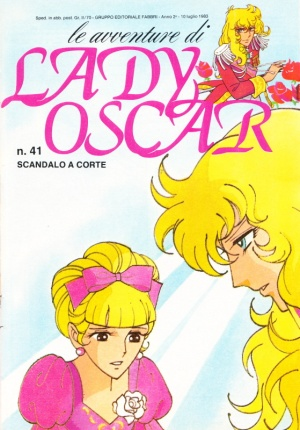 Sped. in abb. post. Gr. II/70 - GRUPPO EDITORIALE FABBRI - Anno 2° - 10 luglio 1983
le avventure di
LADY
OSCAR
n. 41
SCANDALO A CORTE